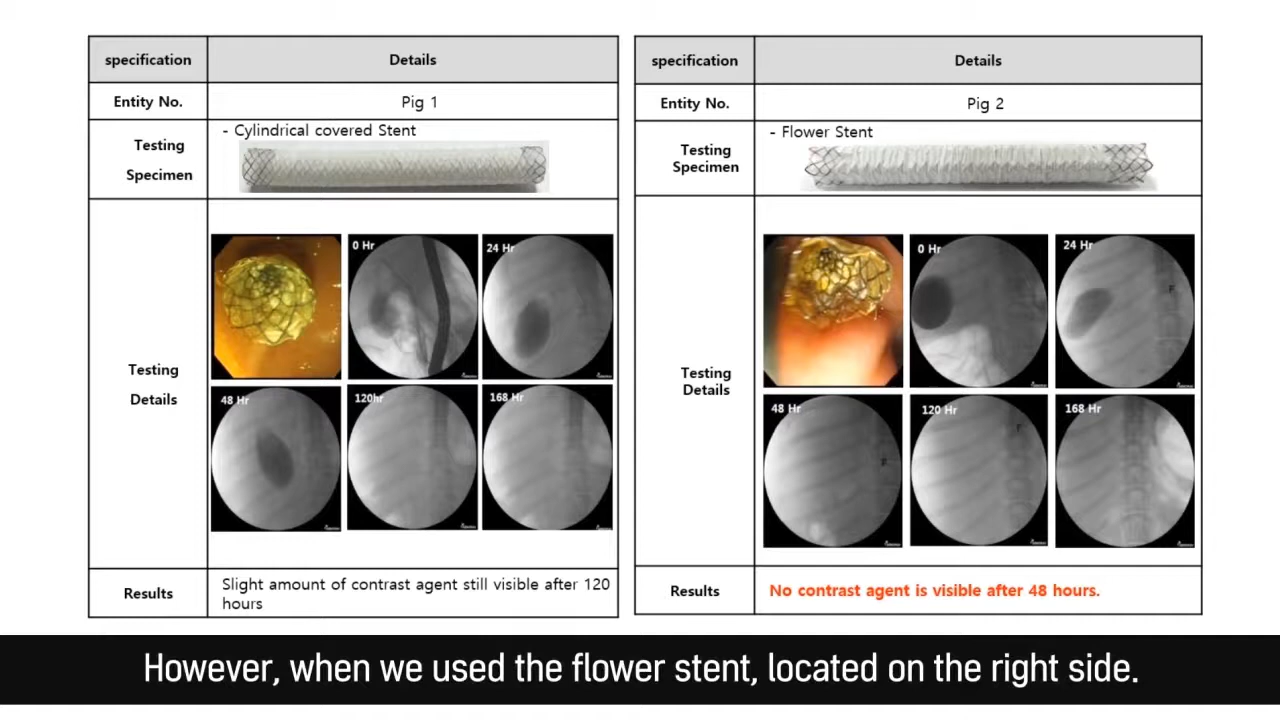 specification Details
Entity No. Pig 1
Testing
Specimen
- Cylindrical covered Stent
Testing
Details
0 Hr
24 Hr
48 Hr
120hr
168 Hr
Results
Slight amount of contrast agent still visible after 120
hours
specification Details
Entity No. Pig 2
Testing
Specimen
- Flower Stent
Testing
Details
0 Hr
24 Hr
F
48 Hr
F
120 Hr
F
168 Hr
Results
No contrast agent is visible after 48 hours.
However, when we used the flower stent, located on the right side.